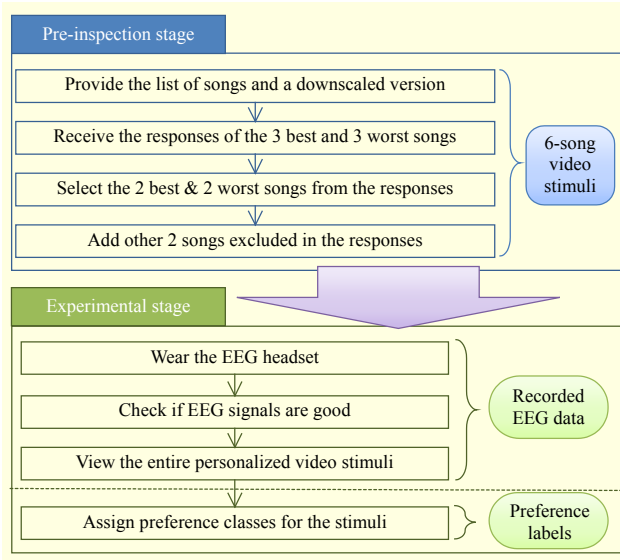 Pre-inspection stage
Provide the list of songs and a downscaled version
Receive the responses of the 3 best and 3 worst songs
Select the 2 best & 2 worst songs from the responses
Add other 2 songs excluded in the responses
6-song
video
stimuli
Experimental stage
Wear the EEG headset
Check if EEG signals are good
View the entire personalized video stimuli
Recorded
EEG data
Assign preference classes for the stimuli
Preference
labels